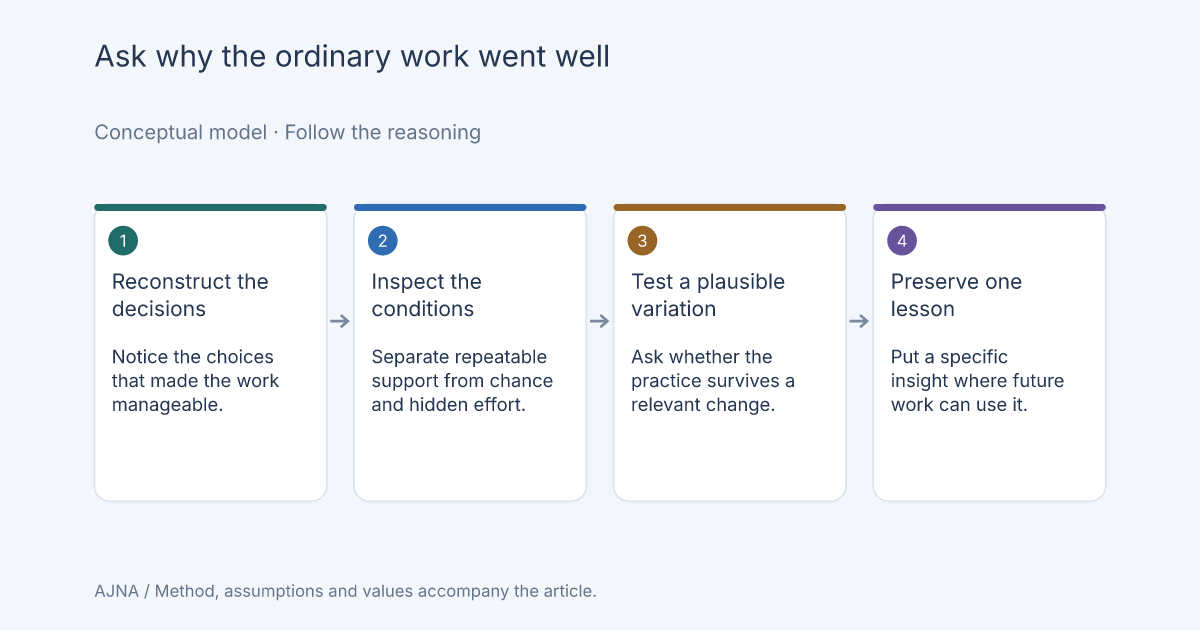 Ask why the ordinary work went well
Conceptual model · Follow the reasoning
1
Reconstruct the
decisions
Notice the choices
that made the work
manageable.
2
Inspect the
conditions
Separate repeatable
support from chance
and hidden effort.
3
Test a plausible
variation
Ask whether the
practice survives a
relevant change.
4
Preserve one
lesson
Put a specific
insight where future
work can use it.
AJNA / Method, assumptions and values accompany the article.